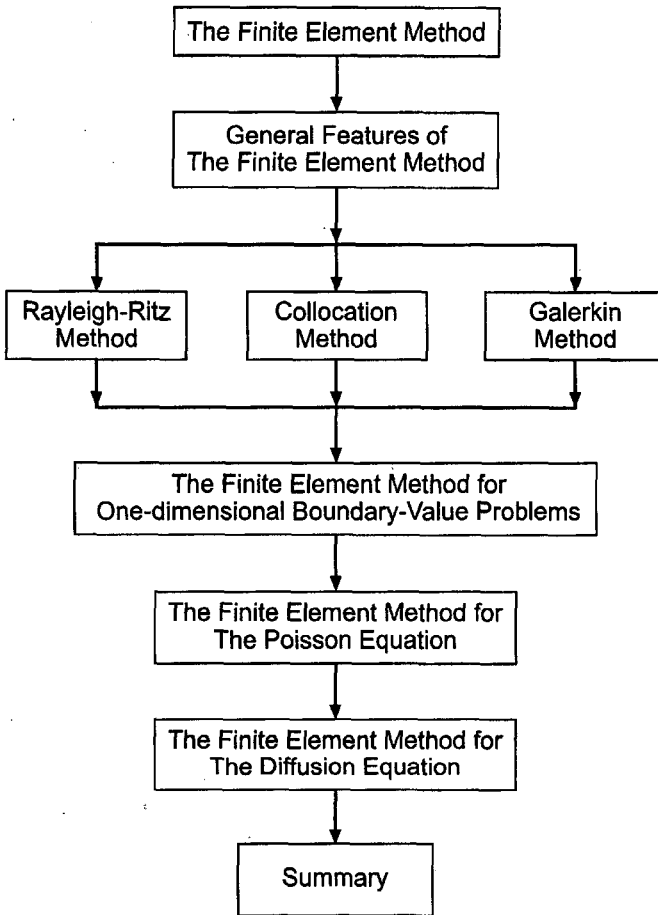 The Finite Element Method
General Features of
The Finite Element Method
Rayleigh-Ritz
Method
Collocation
Method
Galerkin
Method
The Finite Element Method for
One-dimensional Boundary-Value Problems
The Finite Element Method for
The Poisson Equation
The Finite Element Method for
The Diffusion Equation
Summary